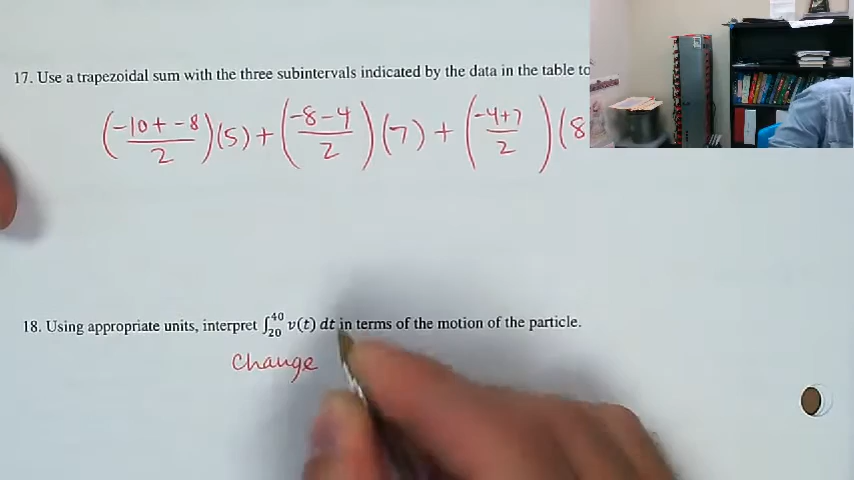 17. Use a trapezoidal sum with the three subintervals indicated by the data in the table to
(-10+-8/2)(5)+(-8-4/2)(7)+(-4+7/2)(8
18. Using appropriate units, interpret ∫₂₀⁴⁰ v(t) dt in terms of the motion of the particle.
Change